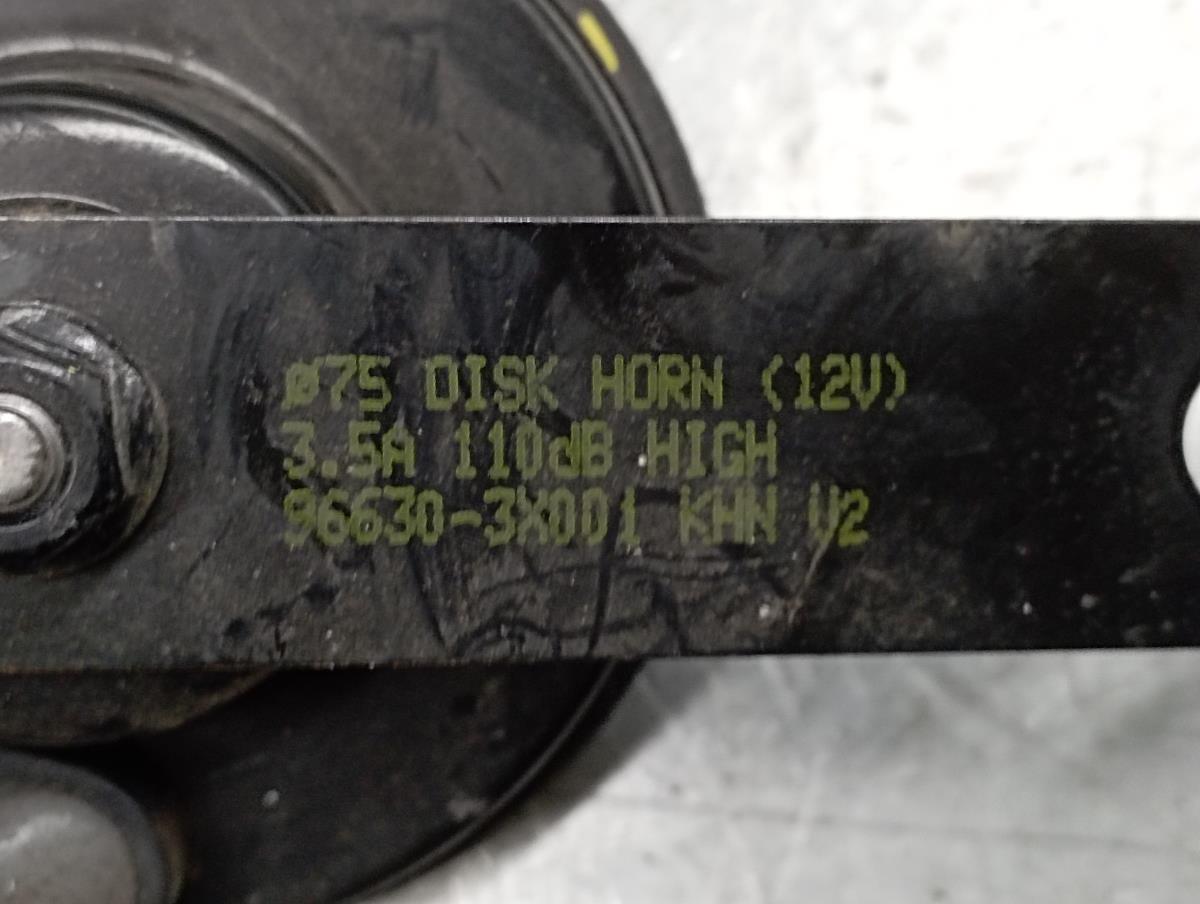 ø75 DISK HORN (12V)
3.5A 110dB HIGH
96630-3X001 KHN V2